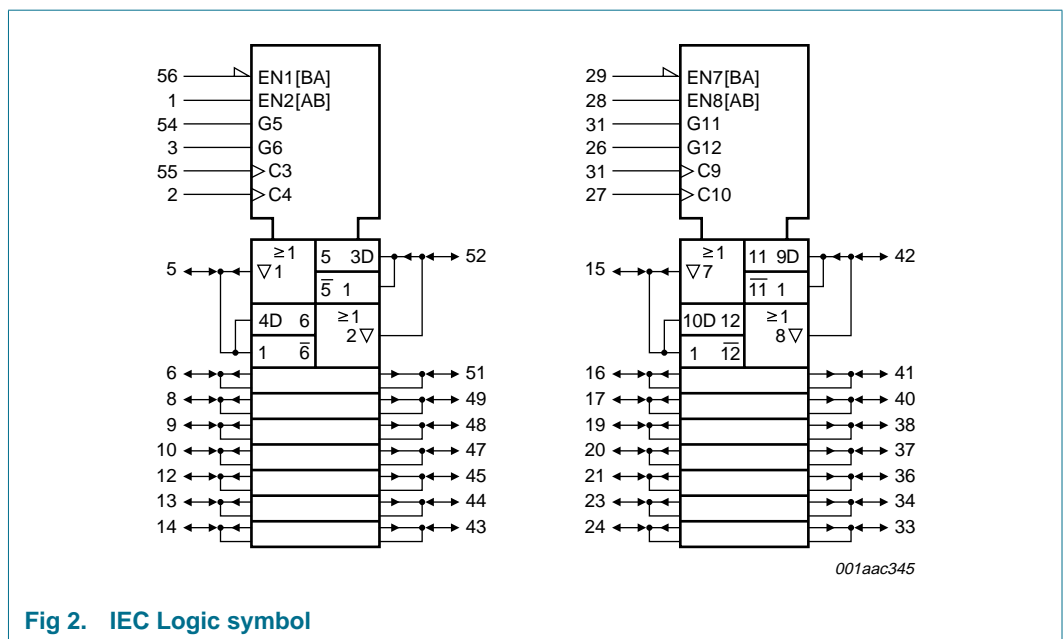 56 EN1[BA]
1 EN2[AB]
54 G5
3 G6
55 C3
2 C4
≥1 5 3D
5 ▽1 52
5̅ 1
4D 6 ≥1
2▽
1 6̅
6 51
8 49
9 48
10 47
12 45
13 44
14 43
29 EN7[BA]
28 EN8[AB]
31 G11
26 G12
31 C9
27 C10
≥1 11 9D
15 ▽7 42
1̅1̅ 1
10D 12 ≥1
8▽
1 1̅2̅
16 41
17 40
19 38
20 37
21 36
23 34
24 33
001aac345
Fig 2. IEC Logic symbol